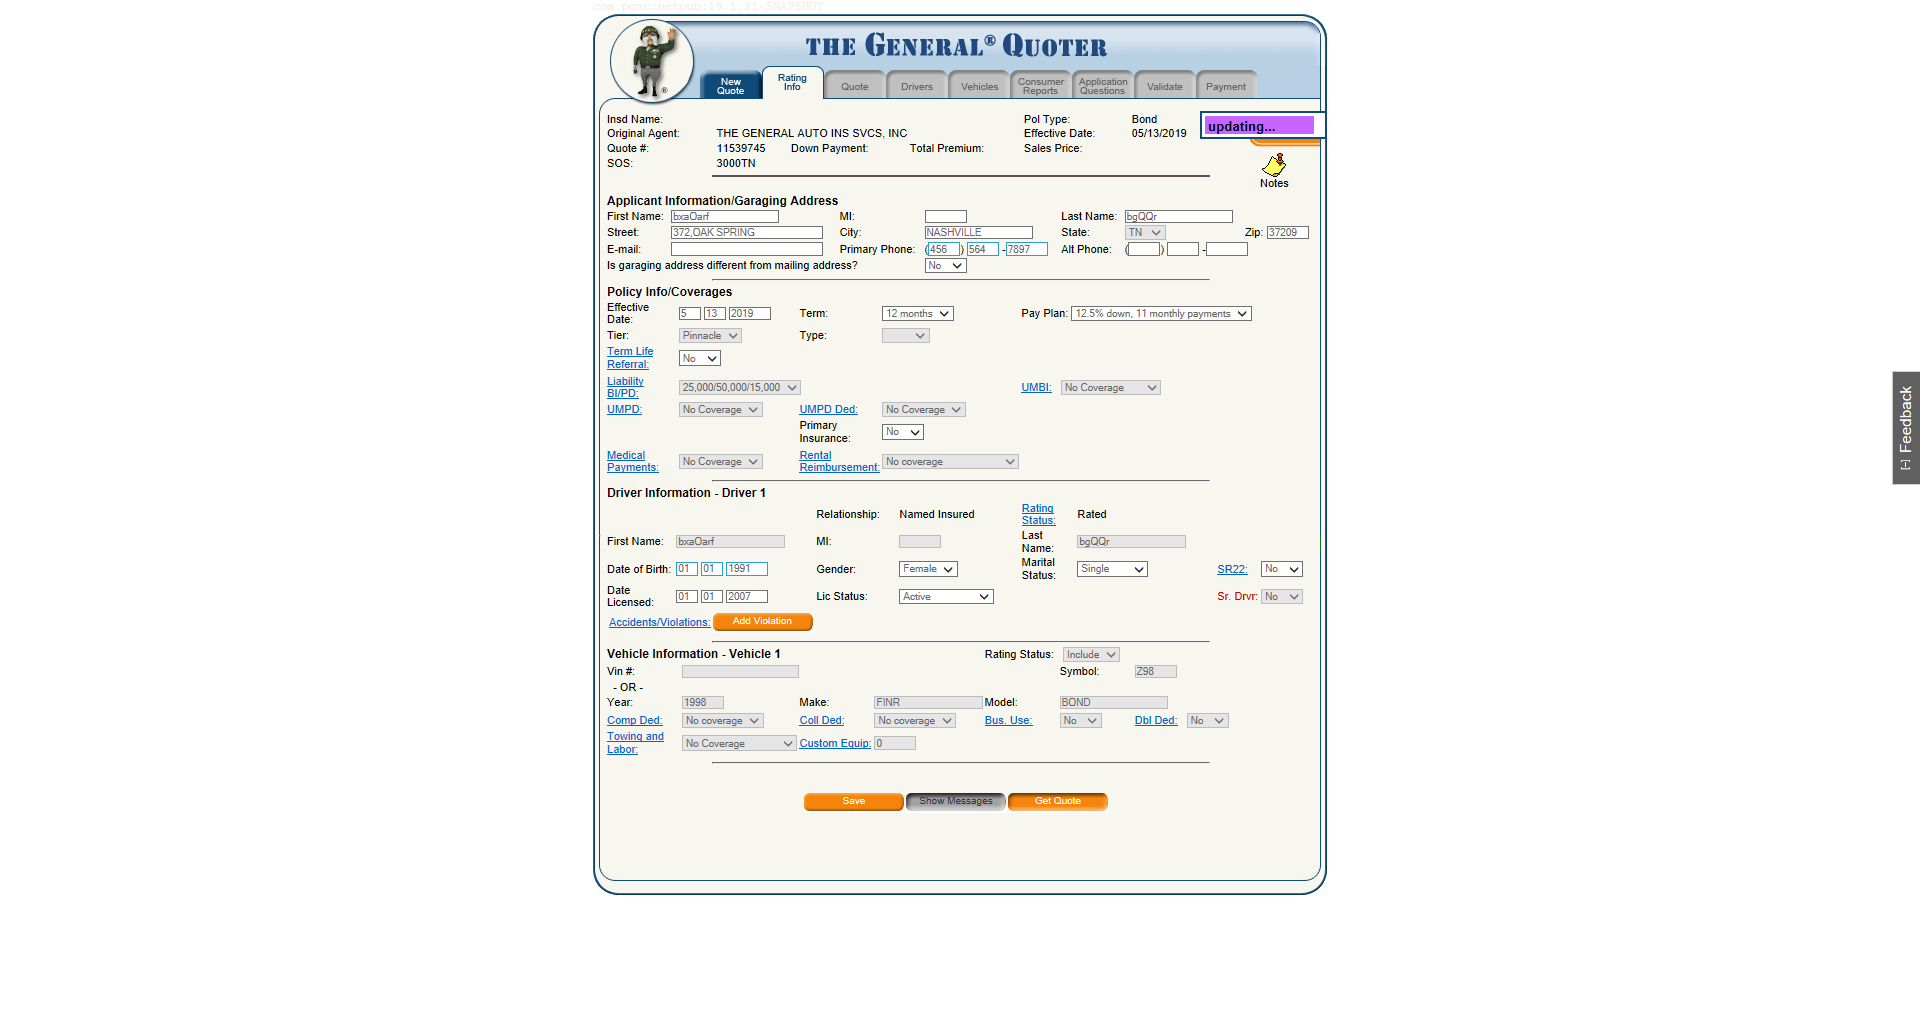 com.pgac:netpub:19.1.21-SNAPSHOT
THE GENERAL® QUOTER
New Quote
Rating Info
Quote
Drivers
Vehicles
Consumer Reports
Application Questions
Validate
Payment
®
updating...
Insd Name: Pol Type: Bond
Original Agent: THE GENERAL AUTO INS SVCS, INC Effective Date: 05/13/2019
Quote #: 11539745 Down Payment: Total Premium: Sales Price:
SOS: 3000TN
Notes
Applicant Information/Garaging Address
First Name: bxaOarf MI: Last Name: bgQQr
Street: 372,OAK SPRING City: NASHVILLE State: TN Zip: 37209
E-mail: Primary Phone: (456) 564 -7897 Alt Phone: ( ) -
Is garaging address different from mailing address? No
Policy Info/Coverages
Effective Date: 5 13 2019 Term: 12 months Pay Plan: 12.5% down, 11 monthly payments
Tier: Pinnacle Type:
Term Life Referral: No
Liability BI/PD: 25,000/50,000/15,000 UMBI: No Coverage
UMPD: No Coverage UMPD Ded: No Coverage
Primary Insurance: No
Medical Payments: No Coverage Rental Reimbursement: No coverage
Driver Information - Driver 1
Relationship: Named Insured Rating Status: Rated
First Name: bxaOarf MI: Last Name: bgQQr
Date of Birth: 01 01 1991 Gender: Female Marital Status: Single SR22: No
Date Licensed: 01 01 2007 Lic Status: Active Sr. Drvr: No
Accidents/Violations: Add Violation
Vehicle Information - Vehicle 1 Rating Status: Include
Vin #: Symbol: Z98
- OR -
Year: 1998 Make: FINR Model: BOND
Comp Ded: No coverage Coll Ded: No coverage Bus. Use: No Dbl Ded: No
Towing and Labor: No Coverage Custom Equip: 0
Save Show Messages Get Quote
[-] Feedback